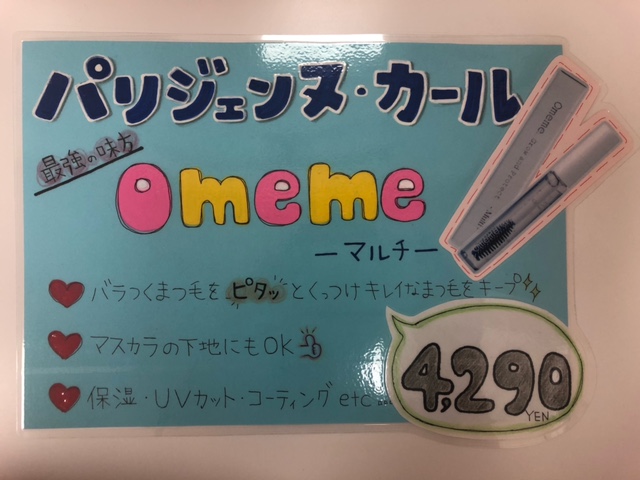 パリジェンヌ・カール
最強の味方
Omeme
ーマルチー
バラつくまつ毛を ピタッ とくっつけキレイなまつ毛をキープ
マスカラの下地にもOK
保湿・UVカット・コーティング etc
4,290
YEN
Omeme